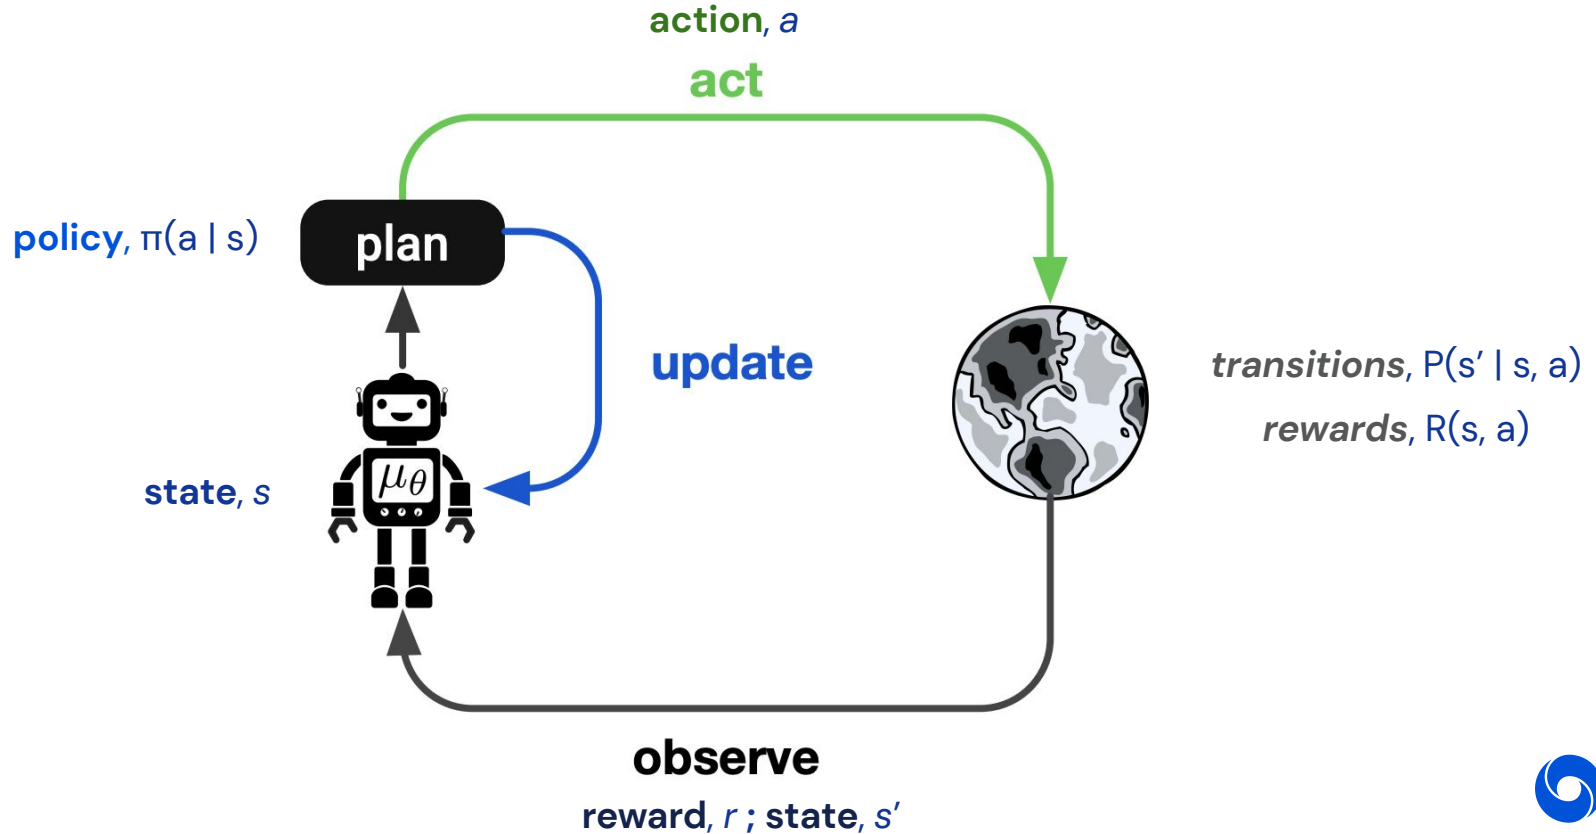 action, a
act
policy, π(a | s)
plan
update
transitions, P(s′ | s, a)
rewards, R(s, a)
state, s
μθ
observe
reward, r ; state, s′